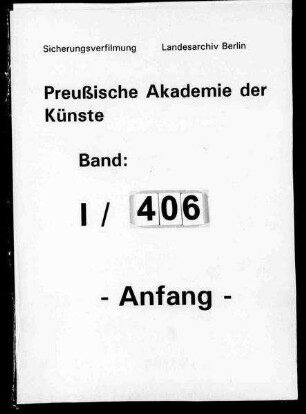 Sicherungsverfilmung Landesarchiv Berlin
Preußische Akademie der
Künste
Band:
I / 406
- Anfang -